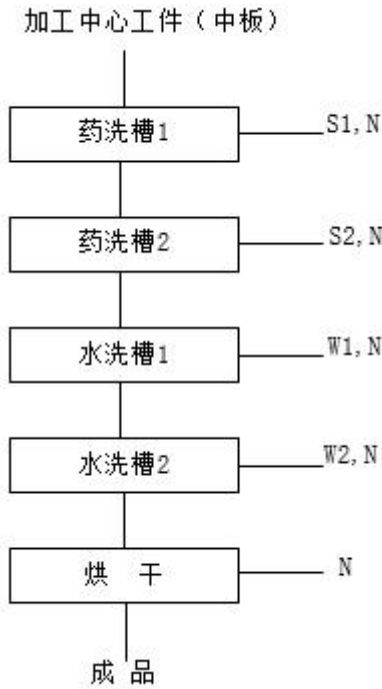 加工中心工件（中板）
药洗槽1
S1, N
药洗槽2
S2, N
水洗槽1
W1, N
水洗槽2
W2, N
烘 干
N
成 品